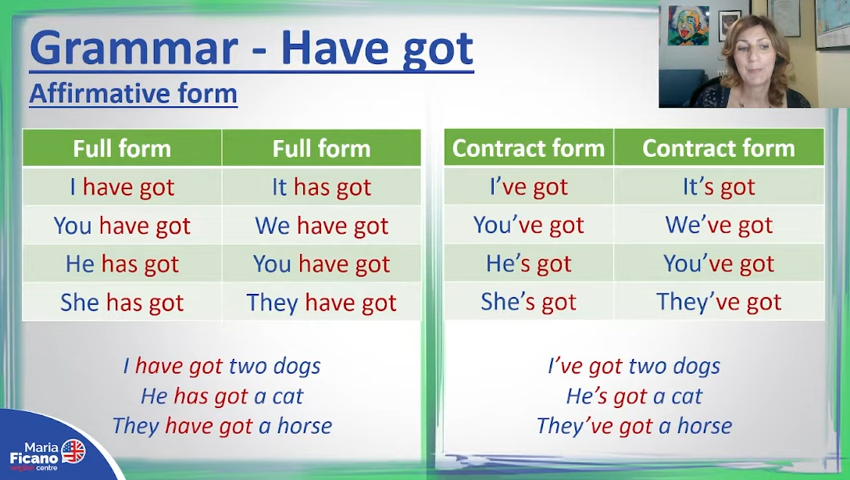 Grammar - Have got
Affirmative form
Full form Full form
I have got It has got
You have got We have got
He has got You have got
She has got They have got
I have got two dogs
He has got a cat
They have got a horse
Contract form Contract form
I've got It's got
You've got We've got
He's got You've got
She's got They've got
I've got two dogs
He's got a cat
They've got a horse
Maria
Ficano
english centre